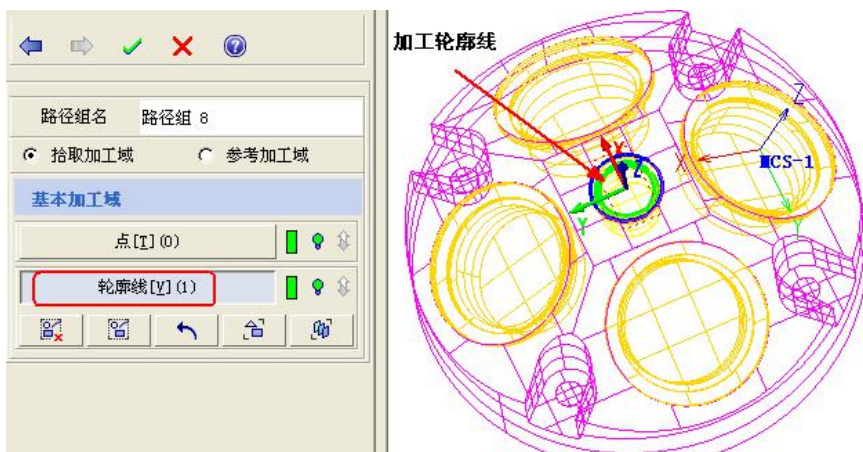 加工轮廓线
路径组名 路径组 8
拾取加工域 参考加工域
基本加工域
点[T](0)
轮廓线[V](1)
X
Z
Y
Z
X
MCS-1
Y